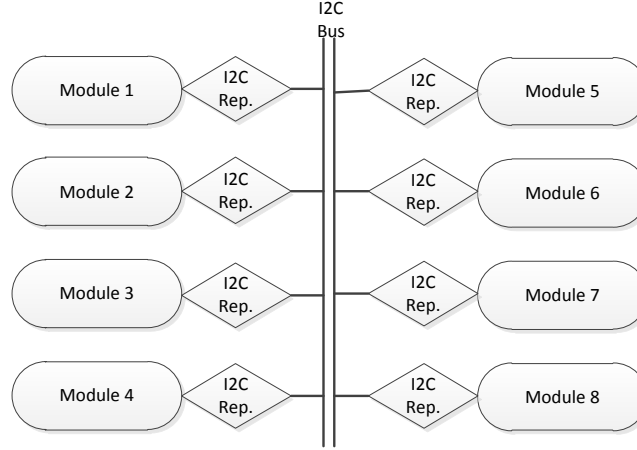 I2C
Bus
Module 1
I2C
Rep.
I2C
Rep.
Module 5
Module 2
I2C
Rep.
I2C
Rep.
Module 6
Module 3
I2C
Rep.
I2C
Rep.
Module 7
Module 4
I2C
Rep.
I2C
Rep.
Module 8